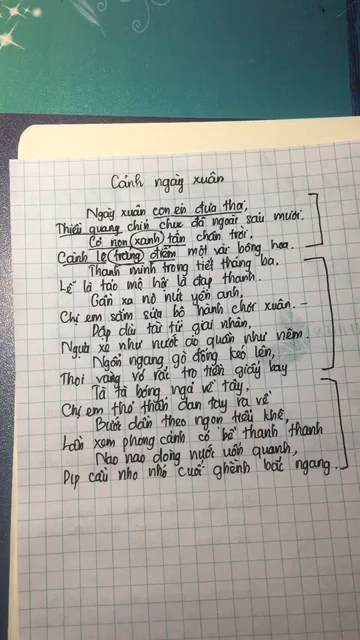 Cảnh ngày xuân
Ngày xuân con én đưa thoi,
Thiều quang chín chục đã ngoài sáu mươi.
Cỏ non (xanh) tận chân trời,
Cành lê (trắng) điểm một vài bông hoa.
Thanh minh trong tiết tháng ba,
Lễ là tảo mộ hội là đạp thanh.
Gần xa nô nức yến anh,
Chị em sắm sửa bộ hành chơi xuân.
Dập dìu tài tử giai nhân,
Ngựa xe như nước áo quần như nêm.
Ngổn ngang gò đống kéo lên,
Thoi vàng vó rắc tro tiền giấy bay
Tà tà bóng ngả về tây,
Chị em thơ thẩn dan tay ra về
Bước dần theo ngọn tiểu khê,
Lần xem phong cảnh có bề thanh thanh
Nao nao dòng nước uốn quanh,
Dịp cầu nho nhỏ cuối ghềnh bắt ngang.